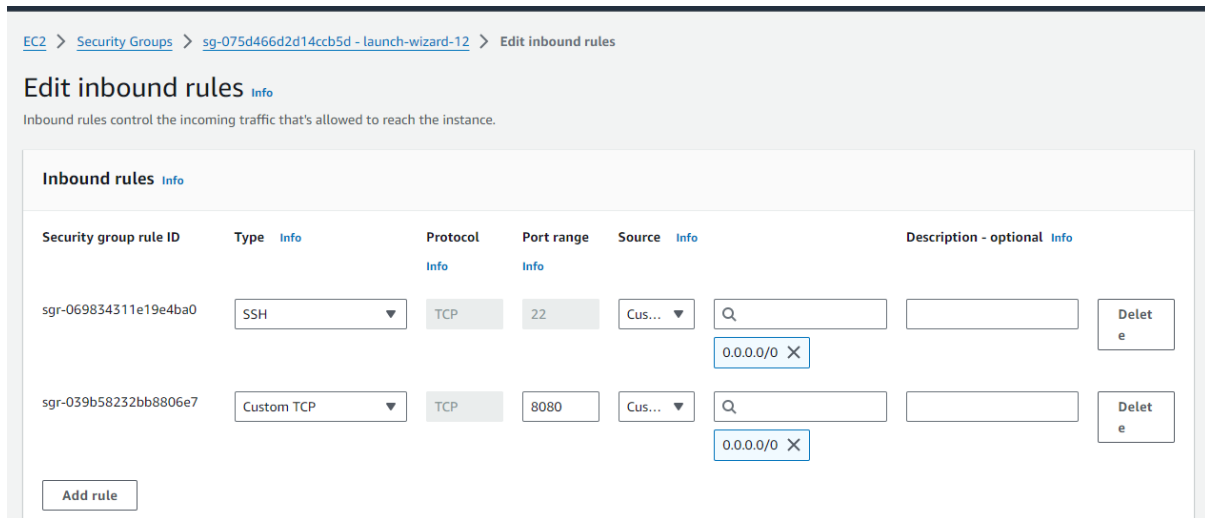 EC2 > Security Groups > sg-075d466d2d14ccb5d - launch-wizard-12 > Edit inbound rules
Edit inbound rules Info
Inbound rules control the incoming traffic that's allowed to reach the instance.
Inbound rules Info
Security group rule ID Type Info Protocol Port range Source Info Description - optional Info
Info Info
sgr-069834311e19e4ba0 SSH TCP 22 Cus... Delet
e
0.0.0.0/0
sgr-039b58232bb8806e7 Custom TCP TCP 8080 Cus... Delet
e
0.0.0.0/0
Add rule